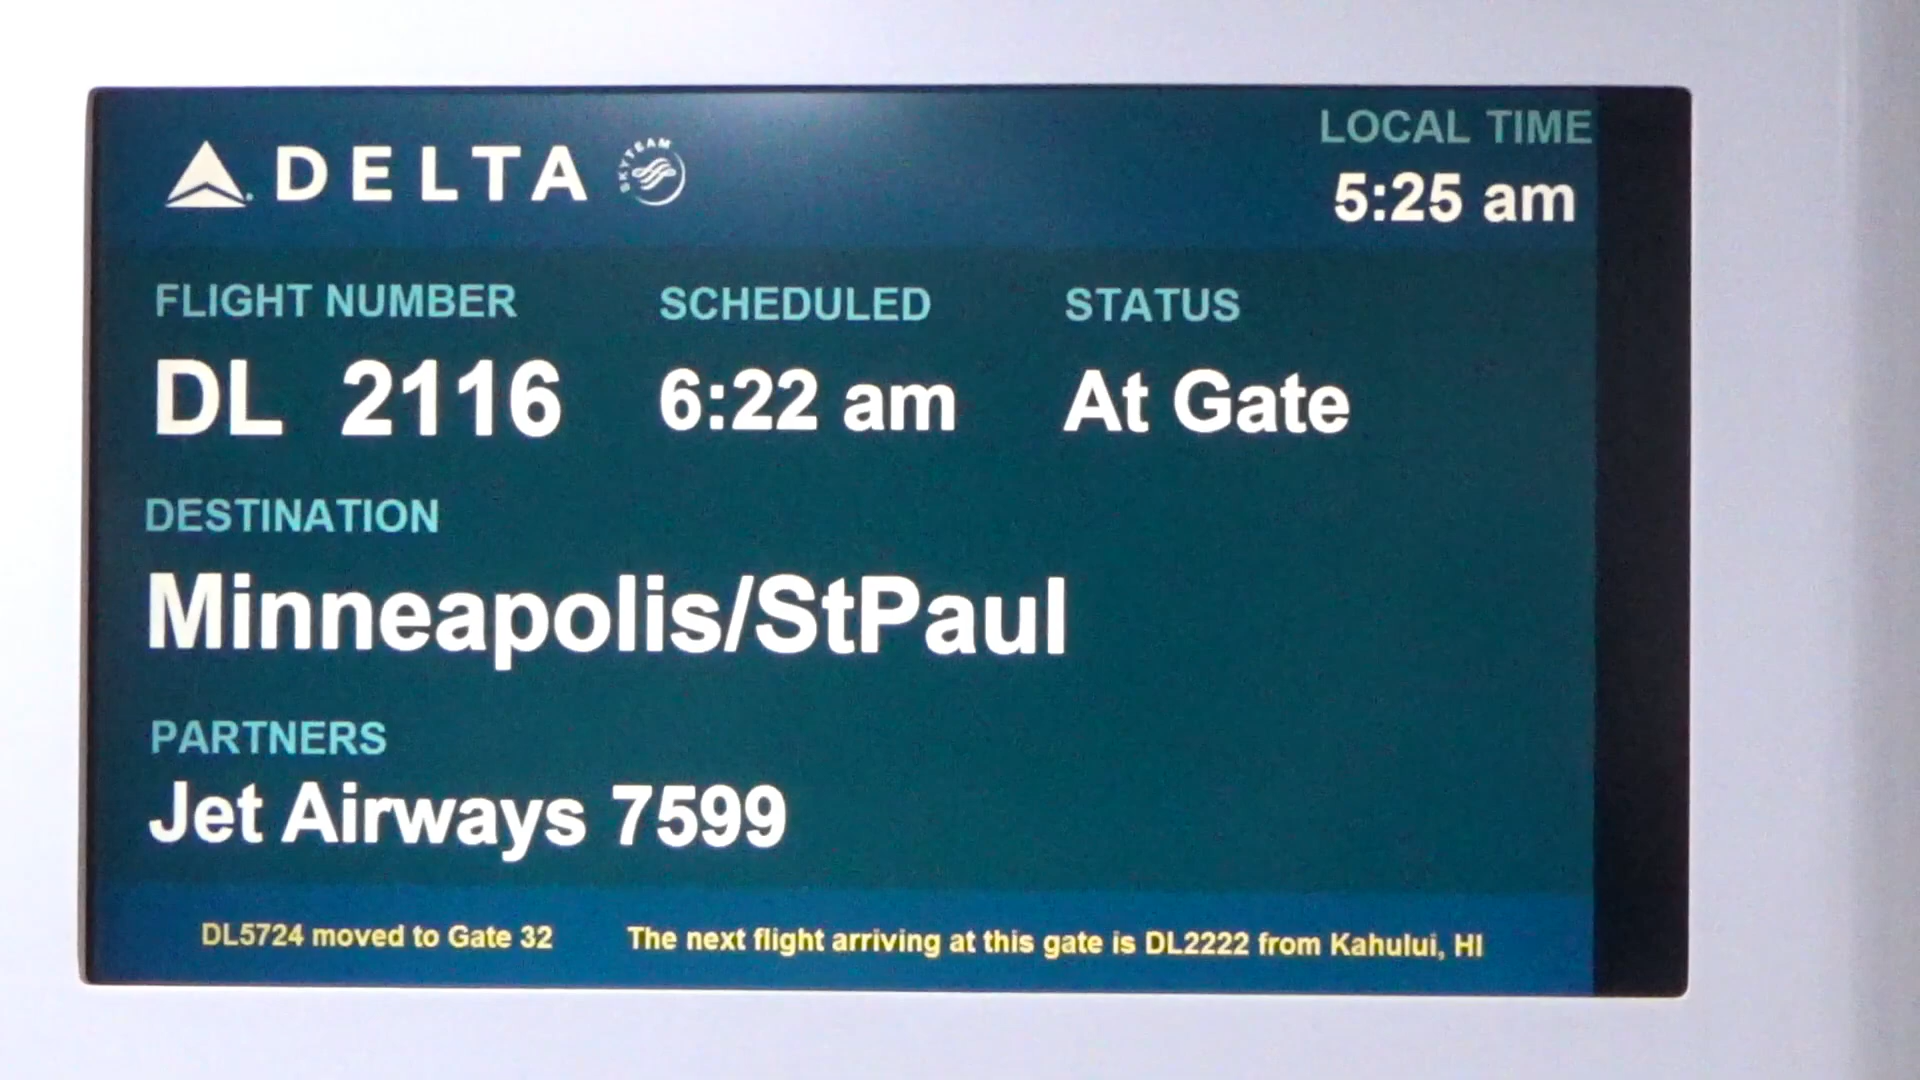 DELTA SKYTEAM
LOCAL TIME
5:25 am
FLIGHT NUMBER SCHEDULED STATUS
DL 2116 6:22 am At Gate
DESTINATION
Minneapolis/StPaul
PARTNERS
Jet Airways 7599
DL5724 moved to Gate 32 The next flight arriving at this gate is DL2222 from Kahului, HI